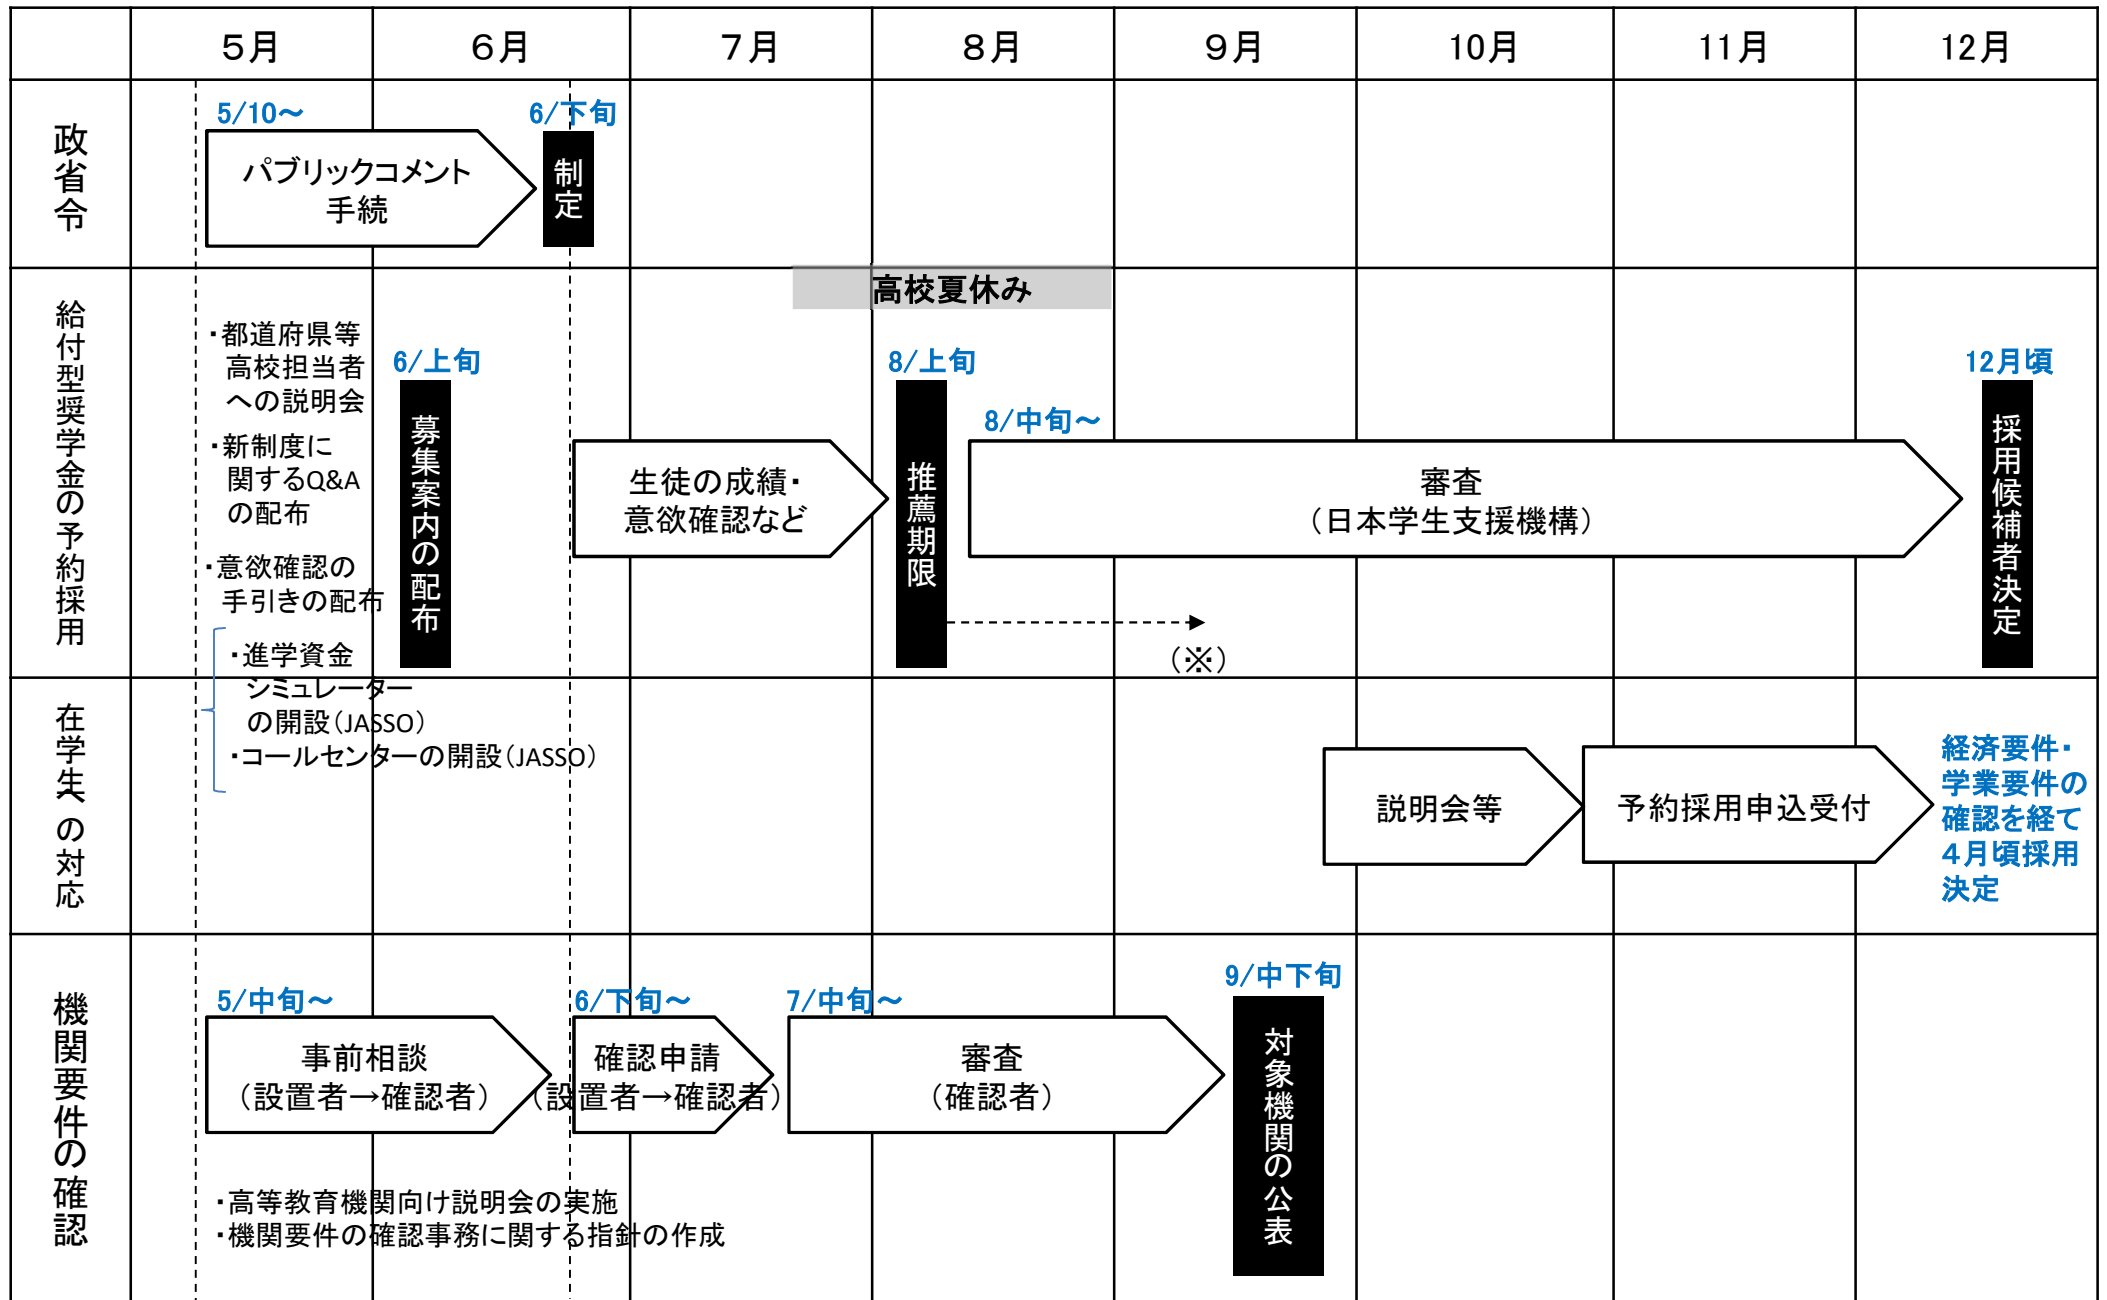 5月
6月
7月
8月
9月
10月
11月
12月
政省令
5/10～
パブリックコメント
手続
6/下旬
制定
給付型奨学金の予約採用
高校夏休み
・都道府県等
高校担当者
への説明会
・新制度に
関するQ&A
の配布
・意欲確認の
手引きの配布
6/上旬
募集案内の配布
生徒の成績・
意欲確認など
8/上旬
推薦期限
8/中旬～
審査
（日本学生支援機構）
（※）
12月頃
採用候補者決定
・進学資金
シミュレーター
の開設（JASSO）
・コールセンターの開設（JASSO）
在学生への対応
説明会等
予約採用申込受付
経済要件・
学業要件の
確認を経て
4月頃採用
決定
機関要件の確認
5/中旬～
事前相談
（設置者→確認者）
6/下旬～
確認申請
（設置者→確認者）
7/中旬～
審査
（確認者）
9/中下旬
対象機関の公表
・高等教育機関向け説明会の実施
・機関要件の確認事務に関する指針の作成